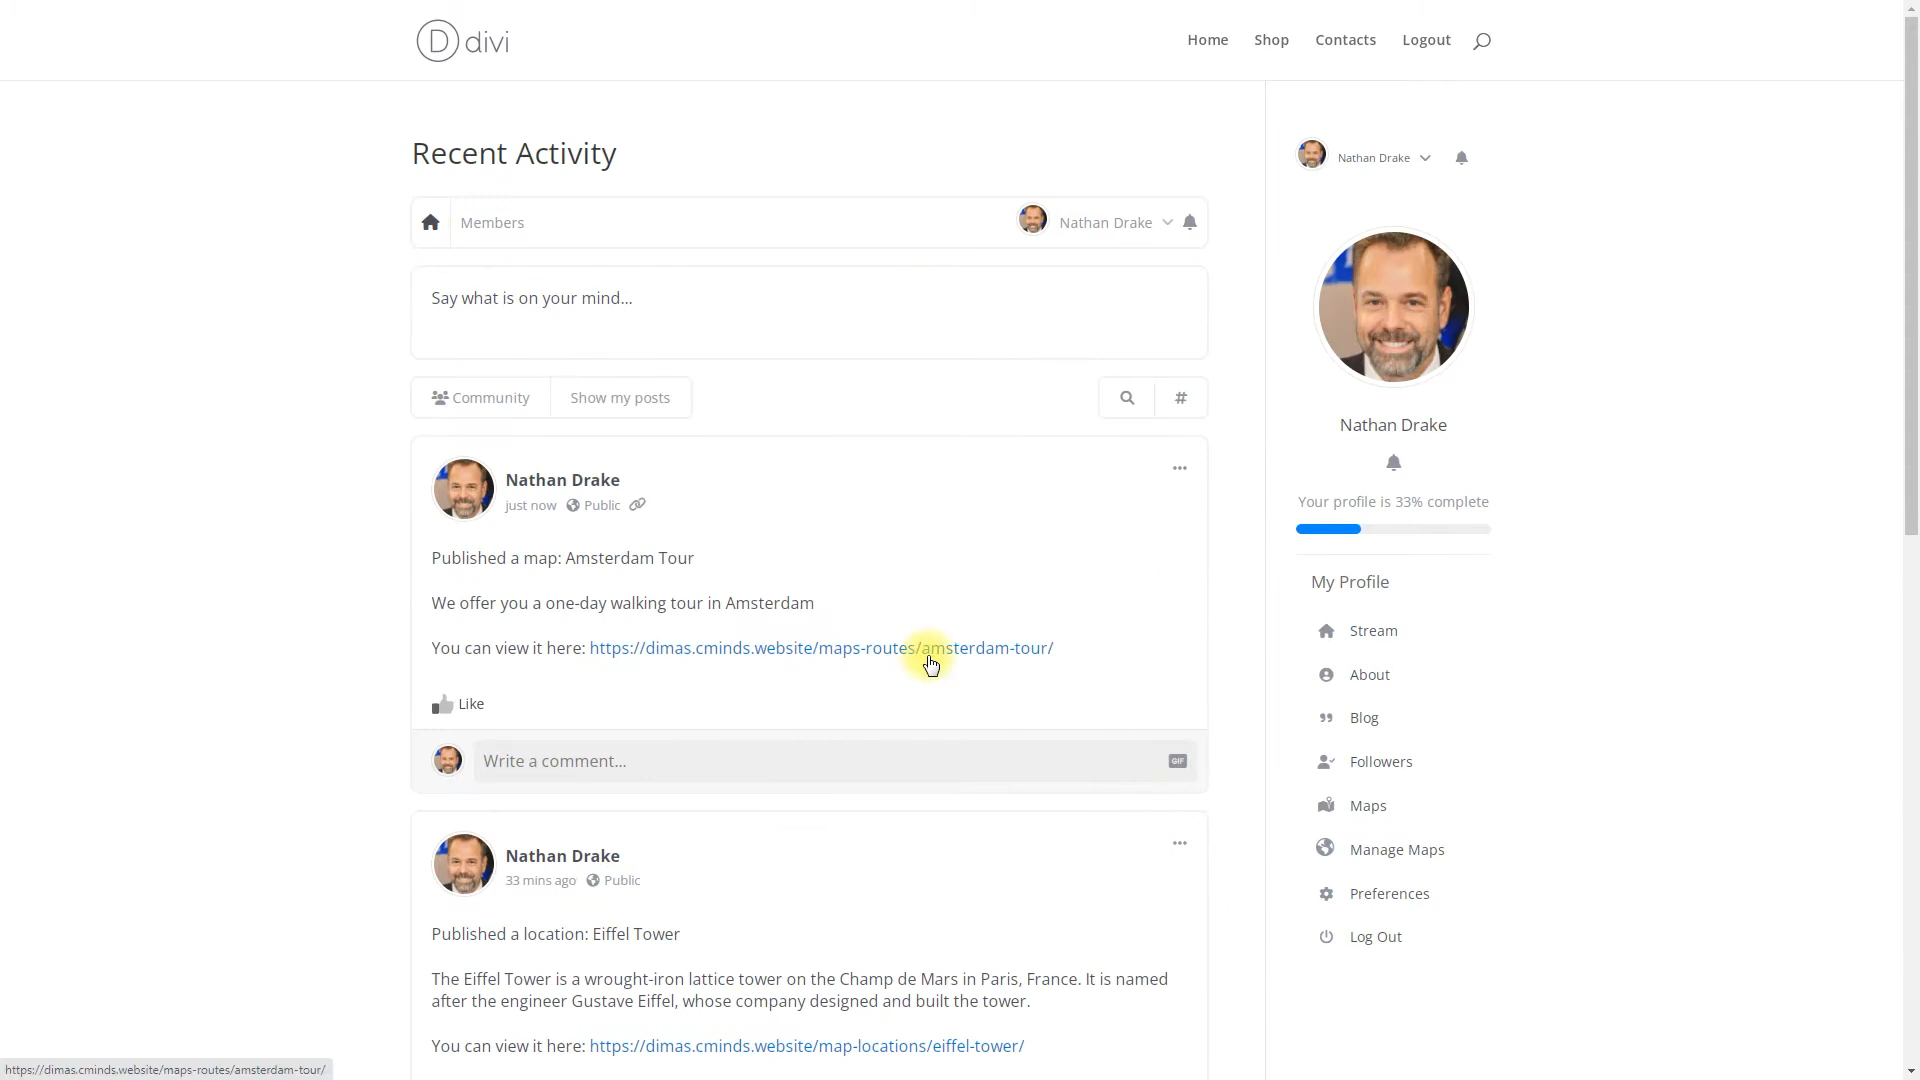 D divi
Home Shop Contacts Logout
Recent Activity
Nathan Drake
Members
Nathan Drake
Say what is on your mind...
Community Show my posts #
Nathan Drake
Your profile is 33% complete
Nathan Drake
just now Public
Published a map: Amsterdam Tour
We offer you a one-day walking tour in Amsterdam
You can view it here: https://dimas.cminds.website/maps-routes/amsterdam-tour/
Like
Write a comment...
GIF
My Profile
Stream
About
Blog
Followers
Maps
Manage Maps
Preferences
Log Out
Nathan Drake
33 mins ago Public
Published a location: Eiffel Tower
The Eiffel Tower is a wrought-iron lattice tower on the Champ de Mars in Paris, France. It is named
after the engineer Gustave Eiffel, whose company designed and built the tower.
You can view it here: https://dimas.cminds.website/map-locations/eiffel-tower/
https://dimas.cminds.website/maps-routes/amsterdam-tour/